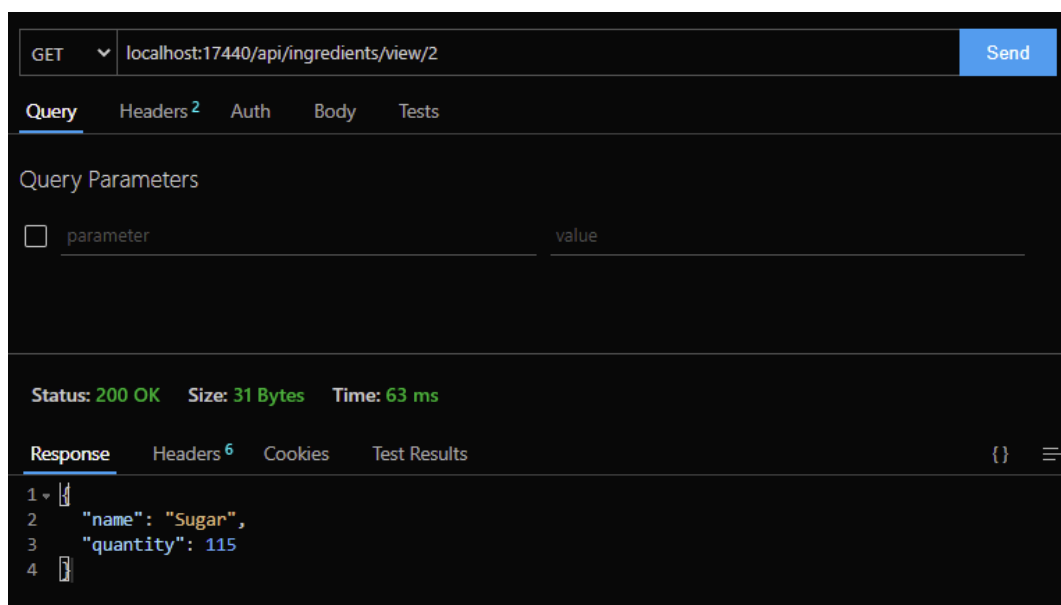 GET localhost:17440/api/ingredients/view/2 Send
Query Headers 2 Auth Body Tests
Query Parameters
parameter value
Status: 200 OK Size: 31 Bytes Time: 63 ms
Response Headers 6 Cookies Test Results {}
1 {
2 "name": "Sugar",
3 "quantity": 115
4 }